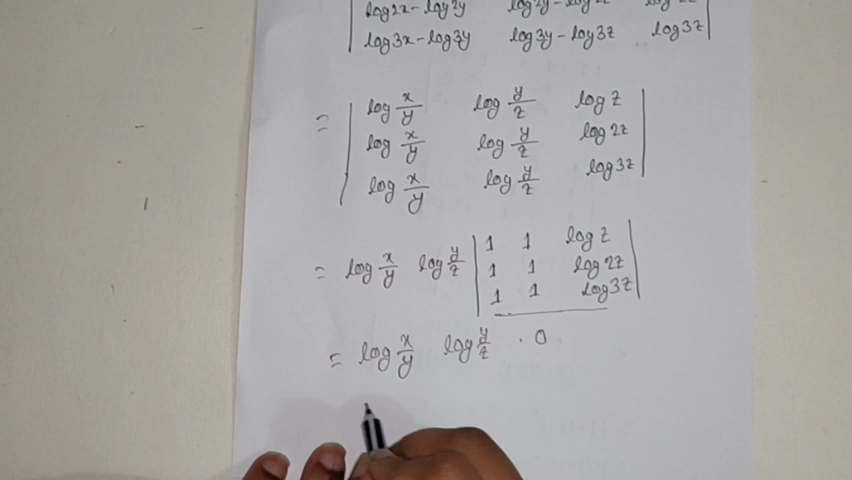 log2x - log2y log2y - log2z
log3x - log3y log3y - log3z log3z
= | log x/y log y/z log z |
| log x/y log y/z log 2z |
| log x/y log y/z log 3z |
= log x/y log y/z | 1 1 log z |
| 1 1 log 2z |
| 1 1 log 3z |
= log x/y log y/z . 0